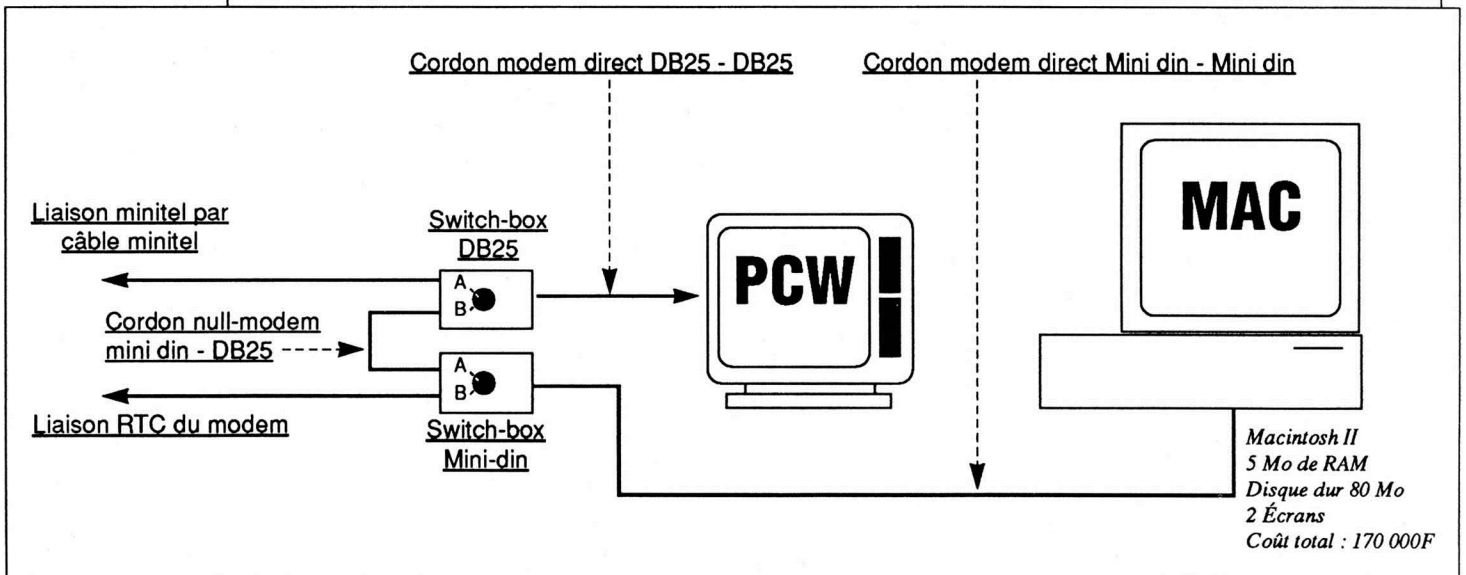 Cordon modem direct DB25 - DB25
Cordon modem direct Mini din - Mini din
MAC
Liaison minitel par
câble minitel
Switch-box
DB25
A
B
PCW
Cordon null-modem
mini din - DB25
A
B
Liaison RTC du modem
Switch-box
Mini-din
Macintosh II
5 Mo de RAM
Disque dur 80 Mo
2 Écrans
Coût total : 170 000F